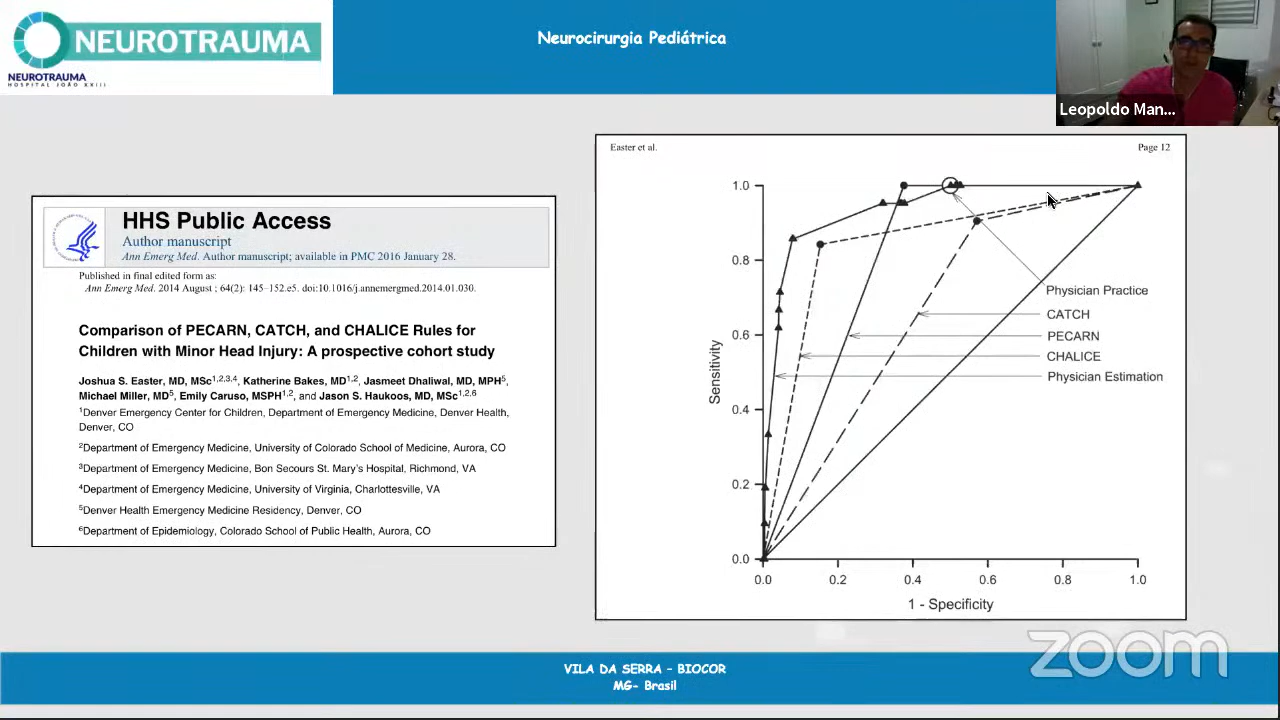 NEUROTRAUMA
NEUROTRAUMA
HOSPITAL JOÃO XXIII
Neurocirurgia Pediátrica
Leopoldo Man...
HHS Public Access
Author manuscript
Ann Emerg Med. Author manuscript; available in PMC 2016 January 28.
Published in final edited form as:
Ann Emerg Med. 2014 August ; 64(2): 145–152.e5. doi:10.1016/j.annemergmed.2014.01.030.
Comparison of PECARN, CATCH, and CHALICE Rules for
Children with Minor Head Injury: A prospective cohort study
Joshua S. Easter, MD, MSc1,2,3,4, Katherine Bakes, MD1,2, Jasmeet Dhaliwal, MD, MPH5,
Michael Miller, MD5, Emily Caruso, MSPH1,2, and Jason S. Haukoos, MD, MSc1,2,6
1Denver Emergency Center for Children, Department of Emergency Medicine, Denver Health,
Denver, CO
2Department of Emergency Medicine, University of Colorado School of Medicine, Aurora, CO
3Department of Emergency Medicine, Bon Secours St. Mary's Hospital, Richmond, VA
4Department of Emergency Medicine, University of Virginia, Charlottesville, VA
5Denver Health Emergency Medicine Residency, Denver, CO
6Department of Epidemiology, Colorado School of Public Health, Aurora, CO
Easter et al.
Page 12
1.0
0.8
0.6
0.4
0.2
0.0
Sensitivity
Physician Practice
CATCH
PECARN
CHALICE
Physician Estimation
0.0 0.2 0.4 0.6 0.8 1.0
1 - Specificity
zoom
VILA DA SERRA – BIOCOR
MG- Brasil